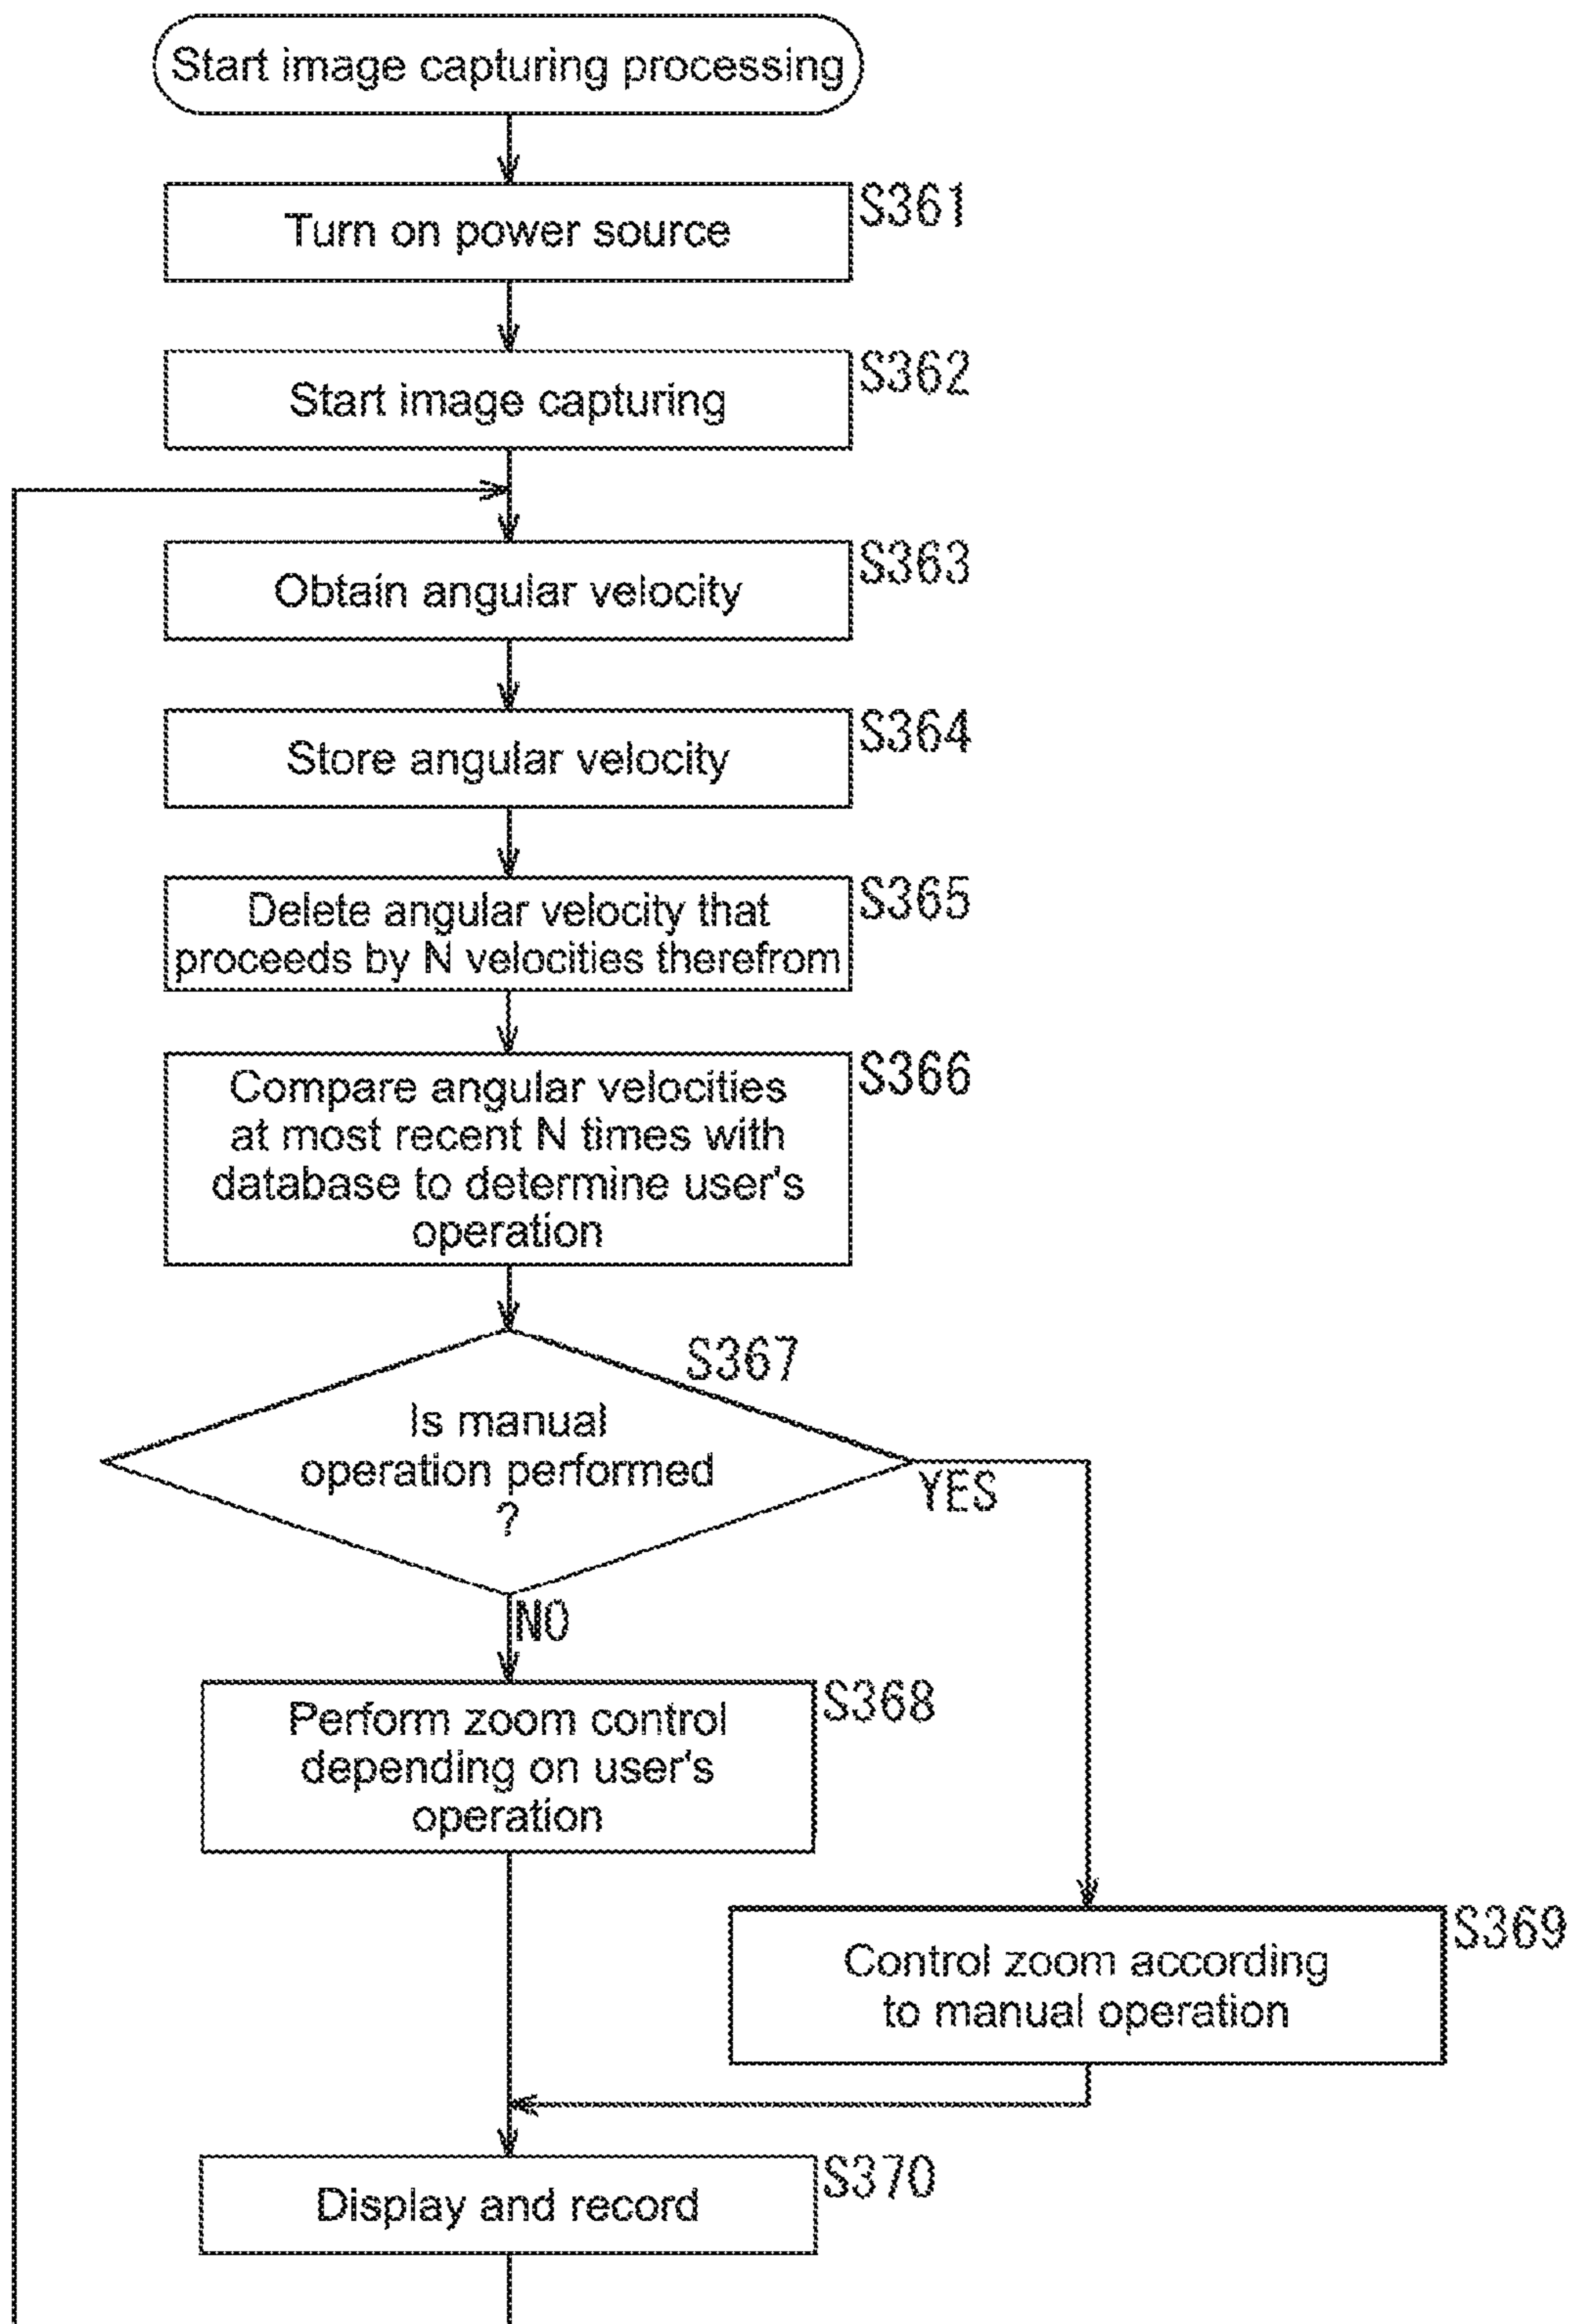 Start image capturing processing
S361
Turn on power source
S362
Start image capturing
S363
Obtain angular velocity
S364
Store angular velocity
S365
Delete angular velocity that
proceeds by N velocities therefrom
S366
Compare angular velocities
at most recent N times with
database to determine user's
operation
S367
Is manual
operation performed
?
YES
NO
S368
Perform zoom control
depending on user's
operation
S369
Control zoom according
to manual operation
S370
Display and record